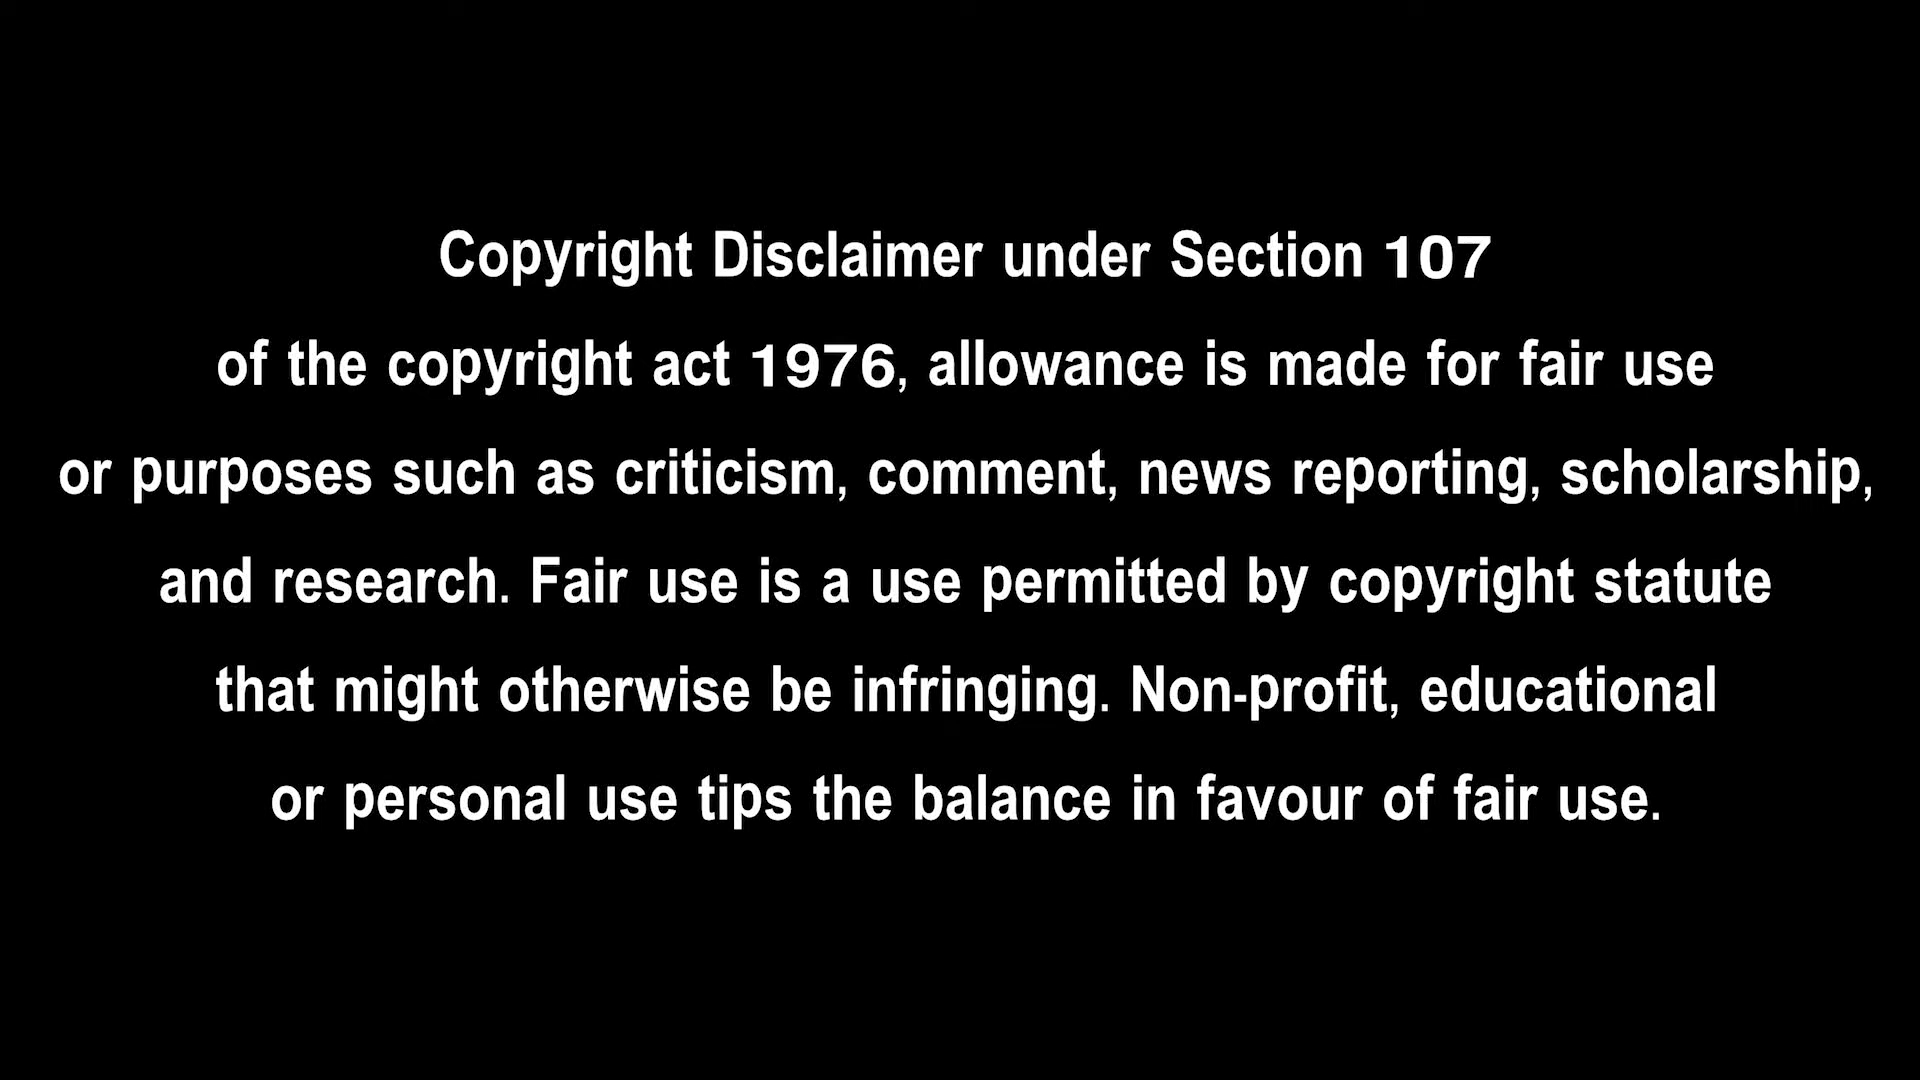 Copyright Disclaimer under Section 107
of the copyright act 1976, allowance is made for fair use
or purposes such as criticism, comment, news reporting, scholarship,
and research. Fair use is a use permitted by copyright statute
that might otherwise be infringing. Non-profit, educational
or personal use tips the balance in favour of fair use.